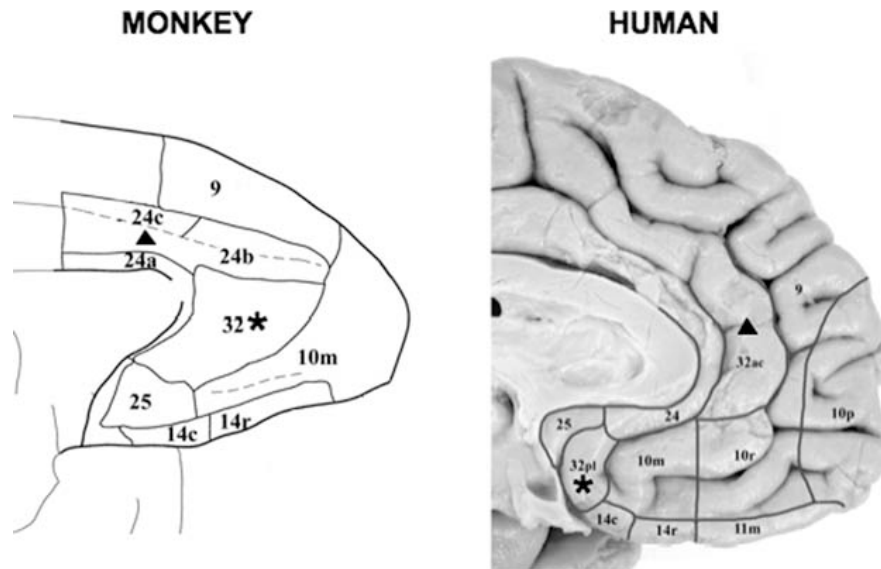 MONKEY
HUMAN
9
24c
24b
24a
32*
10m
25
14c 14r
9
32ac
25 24
10p
10m 10r
32pl
*
14c 14r 11m